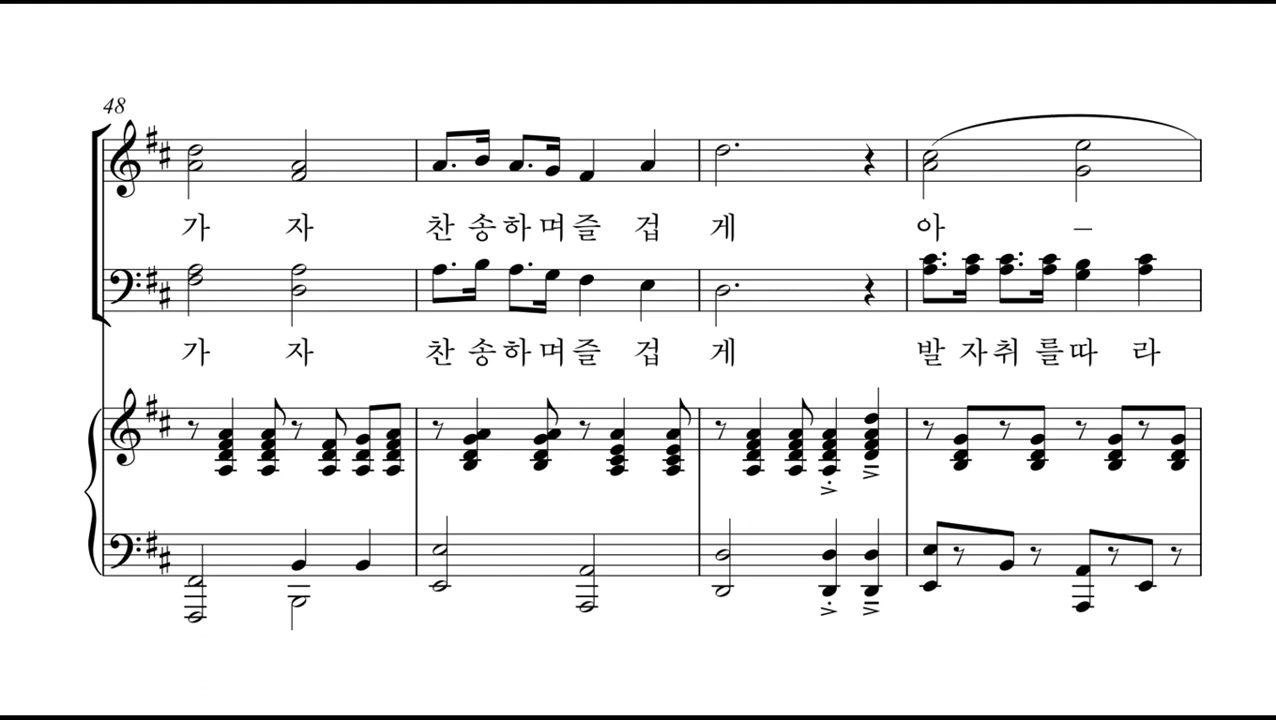 48
가 자 찬 송 하 며 즐 겁 게 아 –
가 자 찬 송 하 며 즐 겁 게 발 자 취 를 따 라